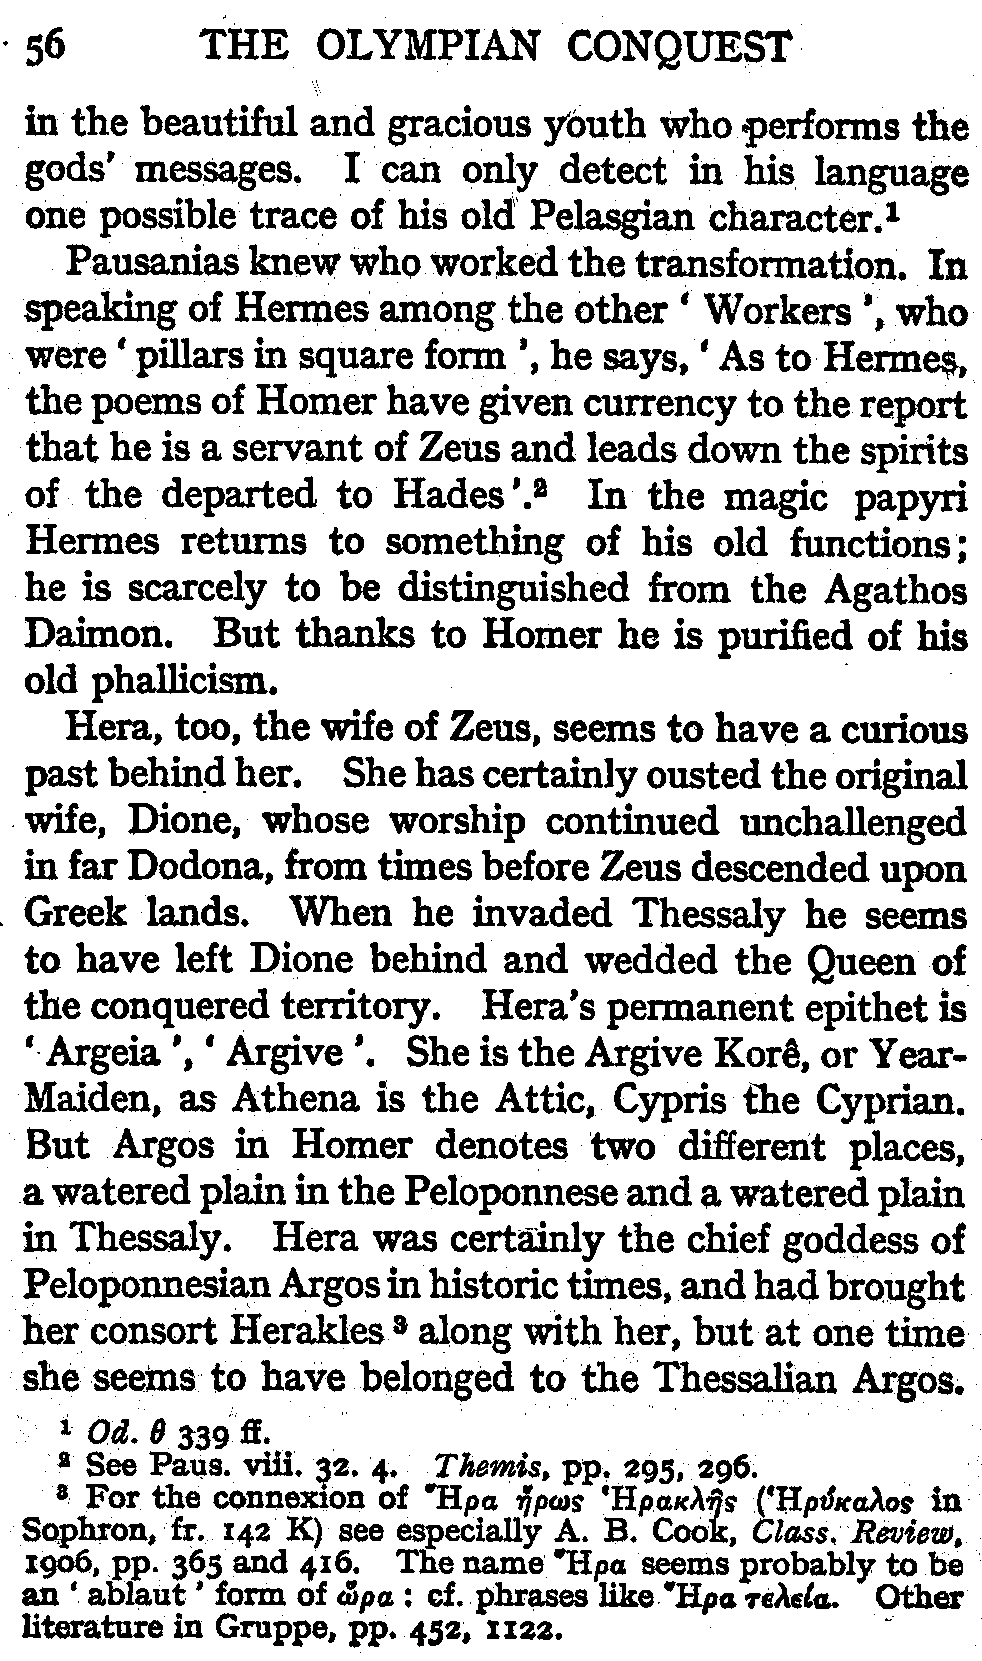 56 THE OLYMPIAN CONQUEST
in the beautiful and gracious youth who performs the
gods' messages. I can only detect in his language
one possible trace of his old Pelasgian character.¹
Pausanias knew who worked the transformation. In
speaking of Hermes among the other ‘ Workers ’, who
were ‘ pillars in square form ’, he says, ‘ As to Hermes,
the poems of Homer have given currency to the report
that he is a servant of Zeus and leads down the spirits
of the departed to Hades ’.² In the magic papyri
Hermes returns to something of his old functions;
he is scarcely to be distinguished from the Agathos
Daimon. But thanks to Homer he is purified of his
old phallicism.
Hera, too, the wife of Zeus, seems to have a curious
past behind her. She has certainly ousted the original
wife, Dione, whose worship continued unchallenged
in far Dodona, from times before Zeus descended upon
Greek lands. When he invaded Thessaly he seems
to have left Dione behind and wedded the Queen of
the conquered territory. Hera's permanent epithet is
‘ Argeia ’, ‘ Argive ’. She is the Argive Korê, or Year-
Maiden, as Athena is the Attic, Cypris the Cyprian.
But Argos in Homer denotes two different places,
a watered plain in the Peloponnese and a watered plain
in Thessaly. Hera was certainly the chief goddess of
Peloponnesian Argos in historic times, and had brought
her consort Herakles ³ along with her, but at one time
she seems to have belonged to the Thessalian Argos.
¹ Od. θ 339 ff.
² See Paus. viii. 32. 4. Themis, pp. 295, 296.
³ For the connexion of Ἥρα ἥρως Ἡρακλῆς (Ἡρύκαλος in
Sophron, fr. 142 K) see especially A. B. Cook, Class. Review,
1906, pp. 365 and 416. The name Ἥρα seems probably to be
an ‘ ablaut ’ form of ὥρα : cf. phrases like Ἥρα τελεία. Other
literature in Gruppe, pp. 452, 1122.